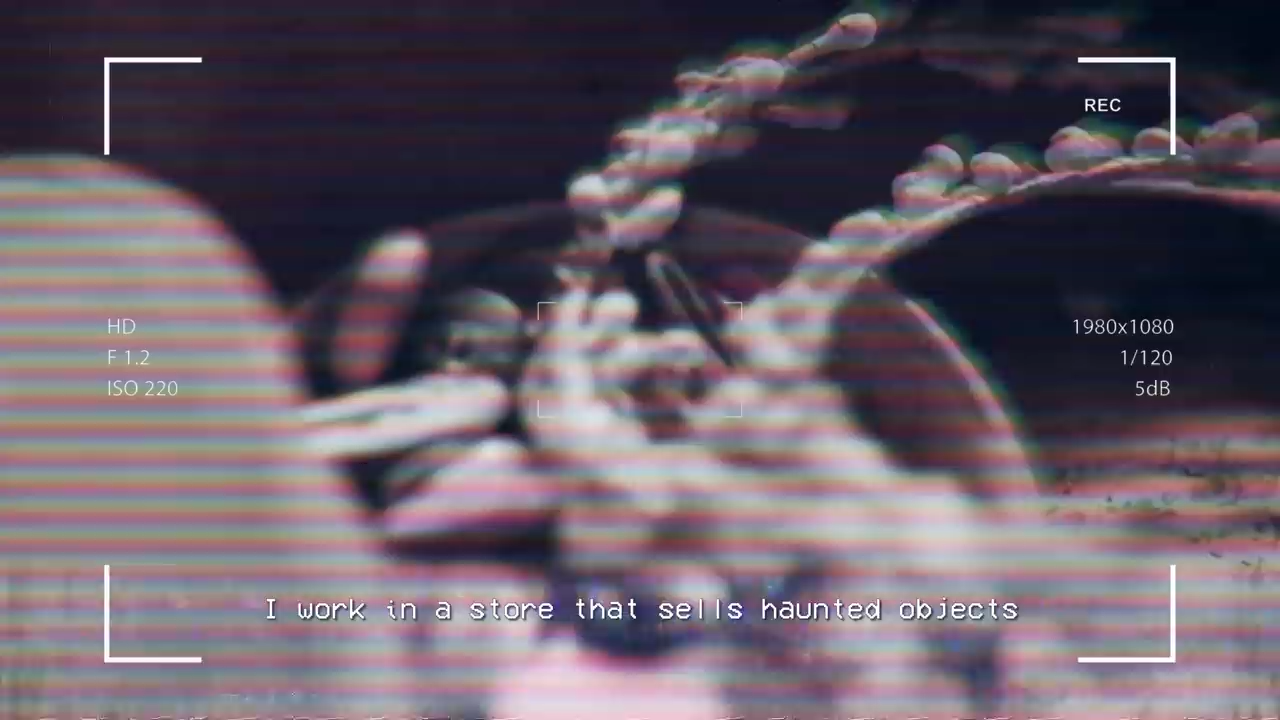 REC
HD
F 1.2
ISO 220
1980x1080
1/120
5dB
I work in a store that sells haunted objects